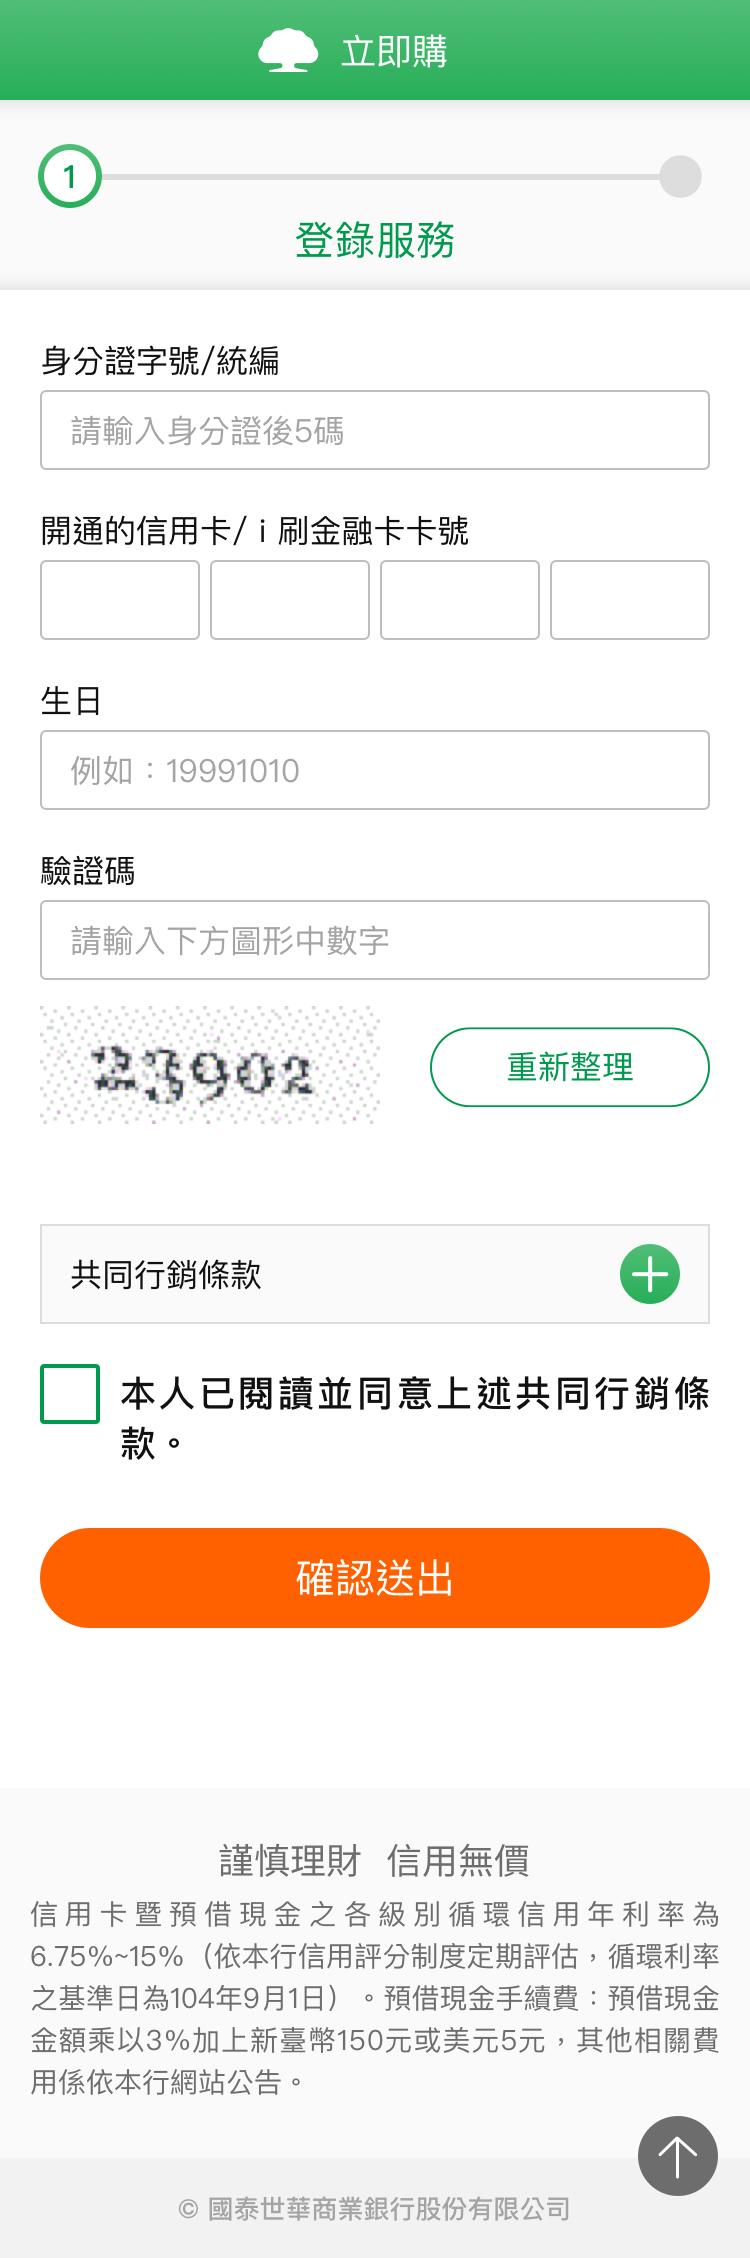 立即購
1
登錄服務
身分證字號/統編
請輸入身分證後5碼
開通的信用卡/ i 刷金融卡卡號
生日
例如：19991010
驗證碼
請輸入下方圖形中數字
23902
重新整理
共同行銷條款
本人已閱讀並同意上述共同行銷條
款。
確認送出
謹慎理財 信用無價
信用卡暨預借現金之各級別循環信用年利率為
6.75%~15%（依本行信用評分制度定期評估，循環利率
之基準日為104年9月1日）。預借現金手續費：預借現金
金額乘以3%加上新臺幣150元或美元5元，其他相關費
用係依本行網站公告。
© 國泰世華商業銀行股份有限公司